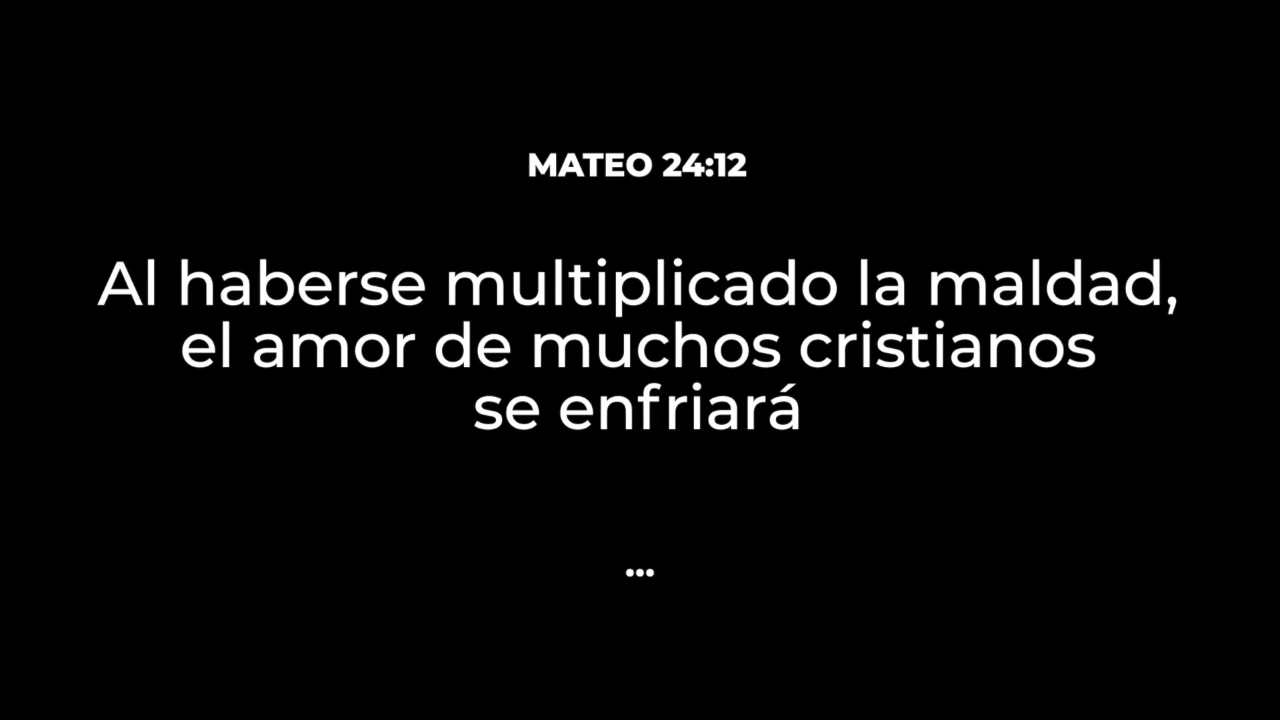 MATEO 24:12
Al haberse multiplicado la maldad,
el amor de muchos cristianos
se enfriará
...